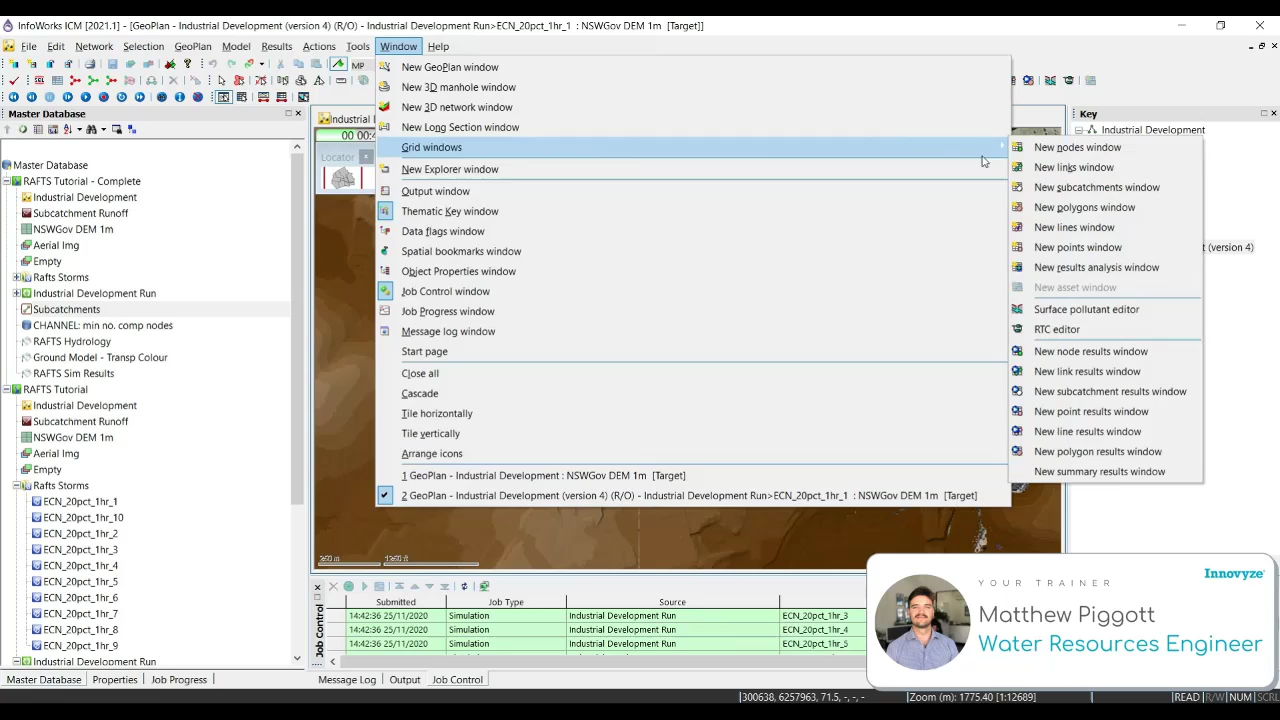 InfoWorks ICM [2021.1] - [GeoPlan - Industrial Development (version 4) (R/O) - Industrial Development Run>ECN_20pct_1hr_1 : NSWGov DEM 1m [Target]]
File Edit Network Selection GeoPlan Model Results Actions Tools Window Help
MP
Master Database
Master Database
RAFTS Tutorial - Complete
Industrial Development
Subcatchment Runoff
NSWGov DEM 1m
Aerial Img
Empty
Rafts Storms
Industrial Development Run
Subcatchments
CHANNEL: min no. comp nodes
RAFTS Hydrology
Ground Model - Transp Colour
RAFTS Sim Results
RAFTS Tutorial
Industrial Development
Subcatchment Runoff
NSWGov DEM 1m
Aerial Img
Empty
Rafts Storms
ECN_20pct_1hr_1
ECN_20pct_1hr_10
ECN_20pct_1hr_2
ECN_20pct_1hr_3
ECN_20pct_1hr_4
ECN_20pct_1hr_5
ECN_20pct_1hr_6
ECN_20pct_1hr_7
ECN_20pct_1hr_8
ECN_20pct_1hr_9
Industrial Development Run
Master Database Properties Job Progress
Industrial
Locator
New GeoPlan window
New 3D manhole window
New 3D network window
New Long Section window
Grid windows
New Explorer window
Output window
Thematic Key window
Data flags window
Spatial bookmarks window
Object Properties window
Job Control window
Job Progress window
Message log window
Start page
Close all
Cascade
Tile horizontally
Tile vertically
Arrange icons
1 GeoPlan - Industrial Development : NSWGov DEM 1m [Target]
2 GeoPlan - Industrial Development (version 4) (R/O) - Industrial Development Run>ECN_20pct_1hr_1 : NSWGov DEM 1m [Target]
New nodes window
New links window
New subcatchments window
New polygons window
New lines window
New points window
New results analysis window
New asset window
Surface pollutant editor
RTC editor
New node results window
New link results window
New subcatchment results window
New point results window
New line results window
New polygon results window
New summary results window
Key
Industrial Development
(version 4)
Job Control
Submitted Job Type Source
14:42:36 25/11/2020 Simulation Industrial Development Run ECN_20pct_1hr_3
14:42:36 25/11/2020 Simulation Industrial Development Run ECN_20pct_1hr_4
14:42:36 25/11/2020 Simulation Industrial Development Run ECN_20pct_1hr_5
Message Log Output Job Control
Innovyze
YOUR TRAINER
Matthew Piggott
Water Resources Engineer
300638, 6257963, 71.5, -, -, - Zoom (m): 1775.40 [1:12689] READ R/W NUM SCRL